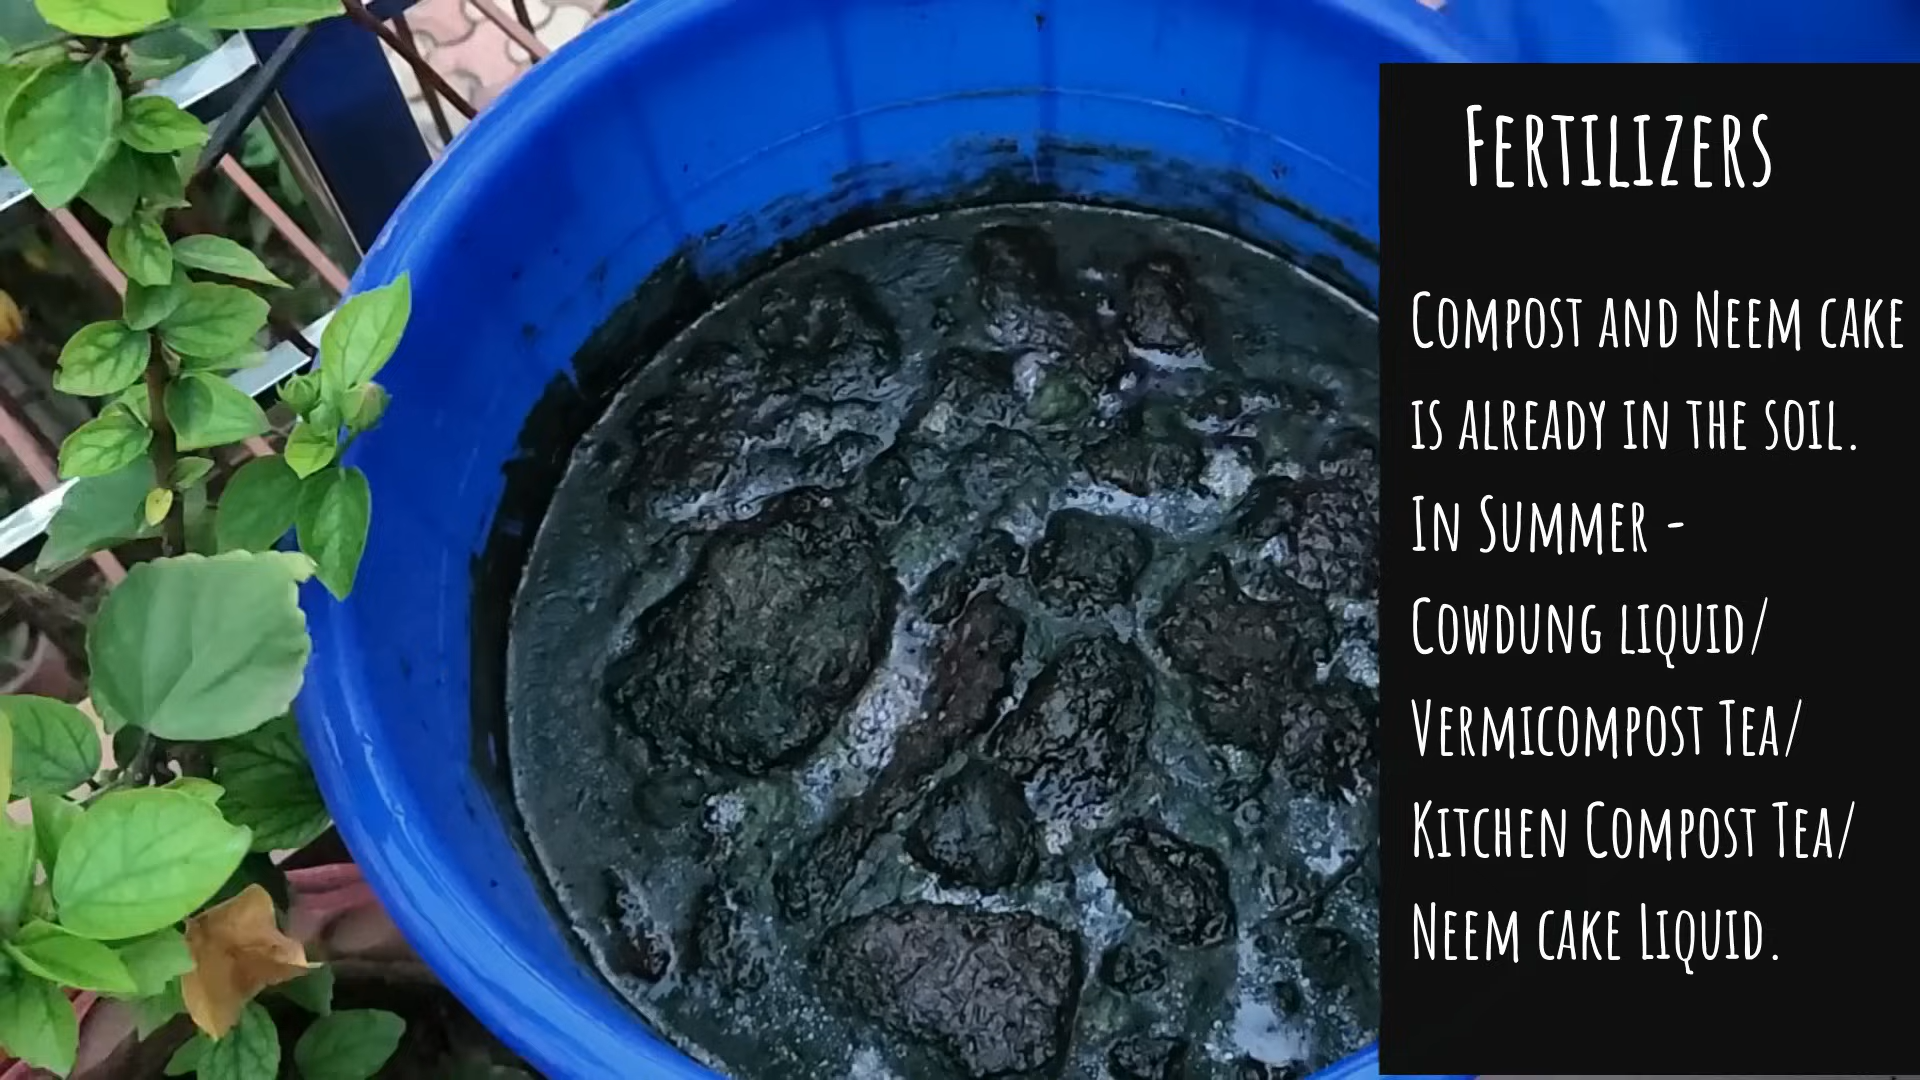 Fertilizers
Compost and Neem cake
is already in the soil.
In Summer -
Cowdung liquid/
Vermicompost Tea/
Kitchen Compost Tea/
Neem cake Liquid.